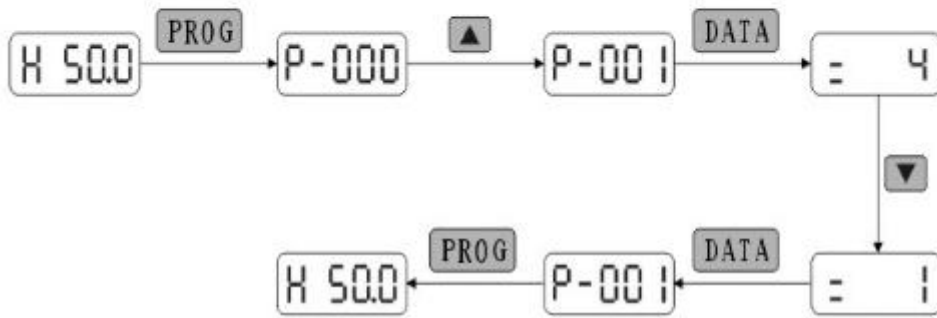 H 50.0 PROG P-000 ▲ P-001 DATA = 4
▼
H 50.0 PROG P-001 DATA = 1